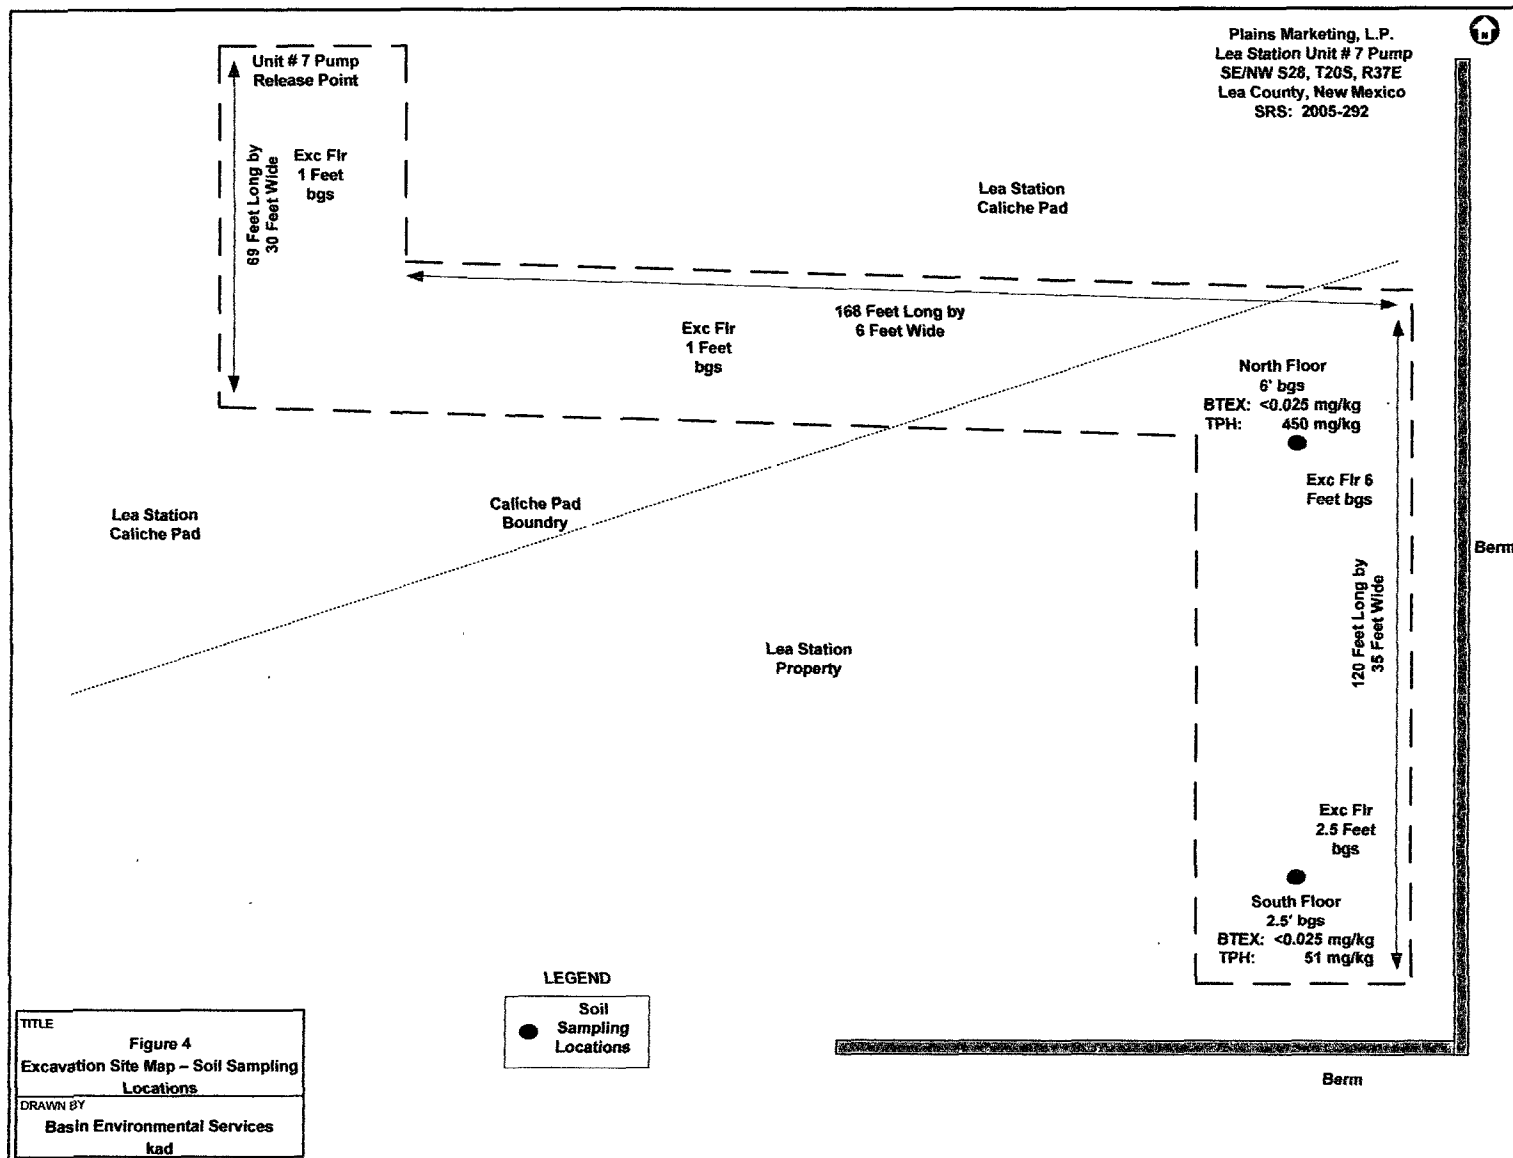 Plains Marketing, L.P.
Lea Station Unit # 7 Pump
SE/NW S28, T20S, R37E
Lea County, New Mexico
SRS: 2005-292
N
Unit # 7 Pump
Release Point
69 Feet Long by
30 Feet Wide
Exc Flr
1 Feet
bgs
Lea Station
Caliche Pad
168 Feet Long by
6 Feet Wide
Exc Flr
1 Feet
bgs
North Floor
6' bgs
BTEX: <0.025 mg/kg
TPH: 450 mg/kg
Exc Flr 6
Feet bgs
Lea Station
Caliche Pad
Caliche Pad
Boundry
Berm
120 Feet Long by
35 Feet Wide
Lea Station
Property
Exc Flr
2.5 Feet
bgs
South Floor
2.5' bgs
BTEX: <0.025 mg/kg
TPH: 51 mg/kg
LEGEND
Soil
Sampling
Locations
Berm
TITLE
Figure 4
Excavation Site Map – Soil Sampling
Locations
DRAWN BY
Basin Environmental Services
kad